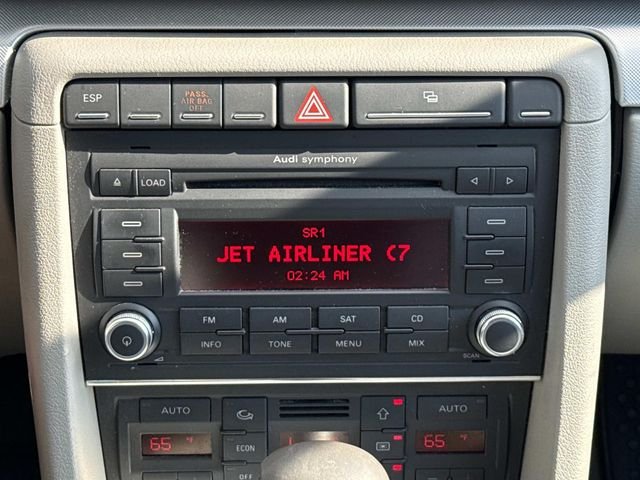 ESP
PASS.
AIR BAG
OFF
Audi symphony
LOAD
SR1
JET AIRLINER (7
02:24 AM
FM AM SAT CD
INFO TONE MENU MIX
SCAN
AUTO AUTO
65 °F 65 °F
ECON
OFF